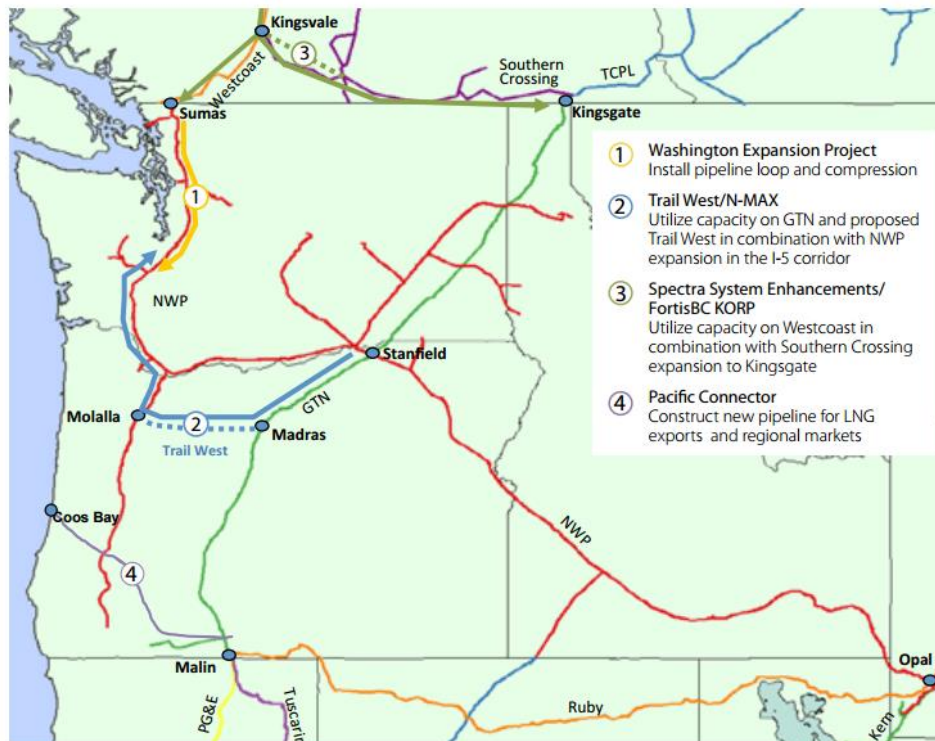 Kingsvale
3
Westcoast
Southern
Crossing
TCPL
Sumas
Kingsgate
1
NWP
Stanfield
GTN
Molalla
2
Madras
Trail West
Coos Bay
4
NWP
Malin
Opal
PG&E
Tuscarir
Ruby
Kern
1 Washington Expansion Project
Install pipeline loop and compression
2 Trail West/N-MAX
Utilize capacity on GTN and proposed
Trail West in combination with NWP
expansion in the I-5 corridor
3 Spectra System Enhancements/
FortisBC KORP
Utilize capacity on Westcoast in
combination with Southern Crossing
expansion to Kingsgate
4 Pacific Connector
Construct new pipeline for LNG
exports and regional markets